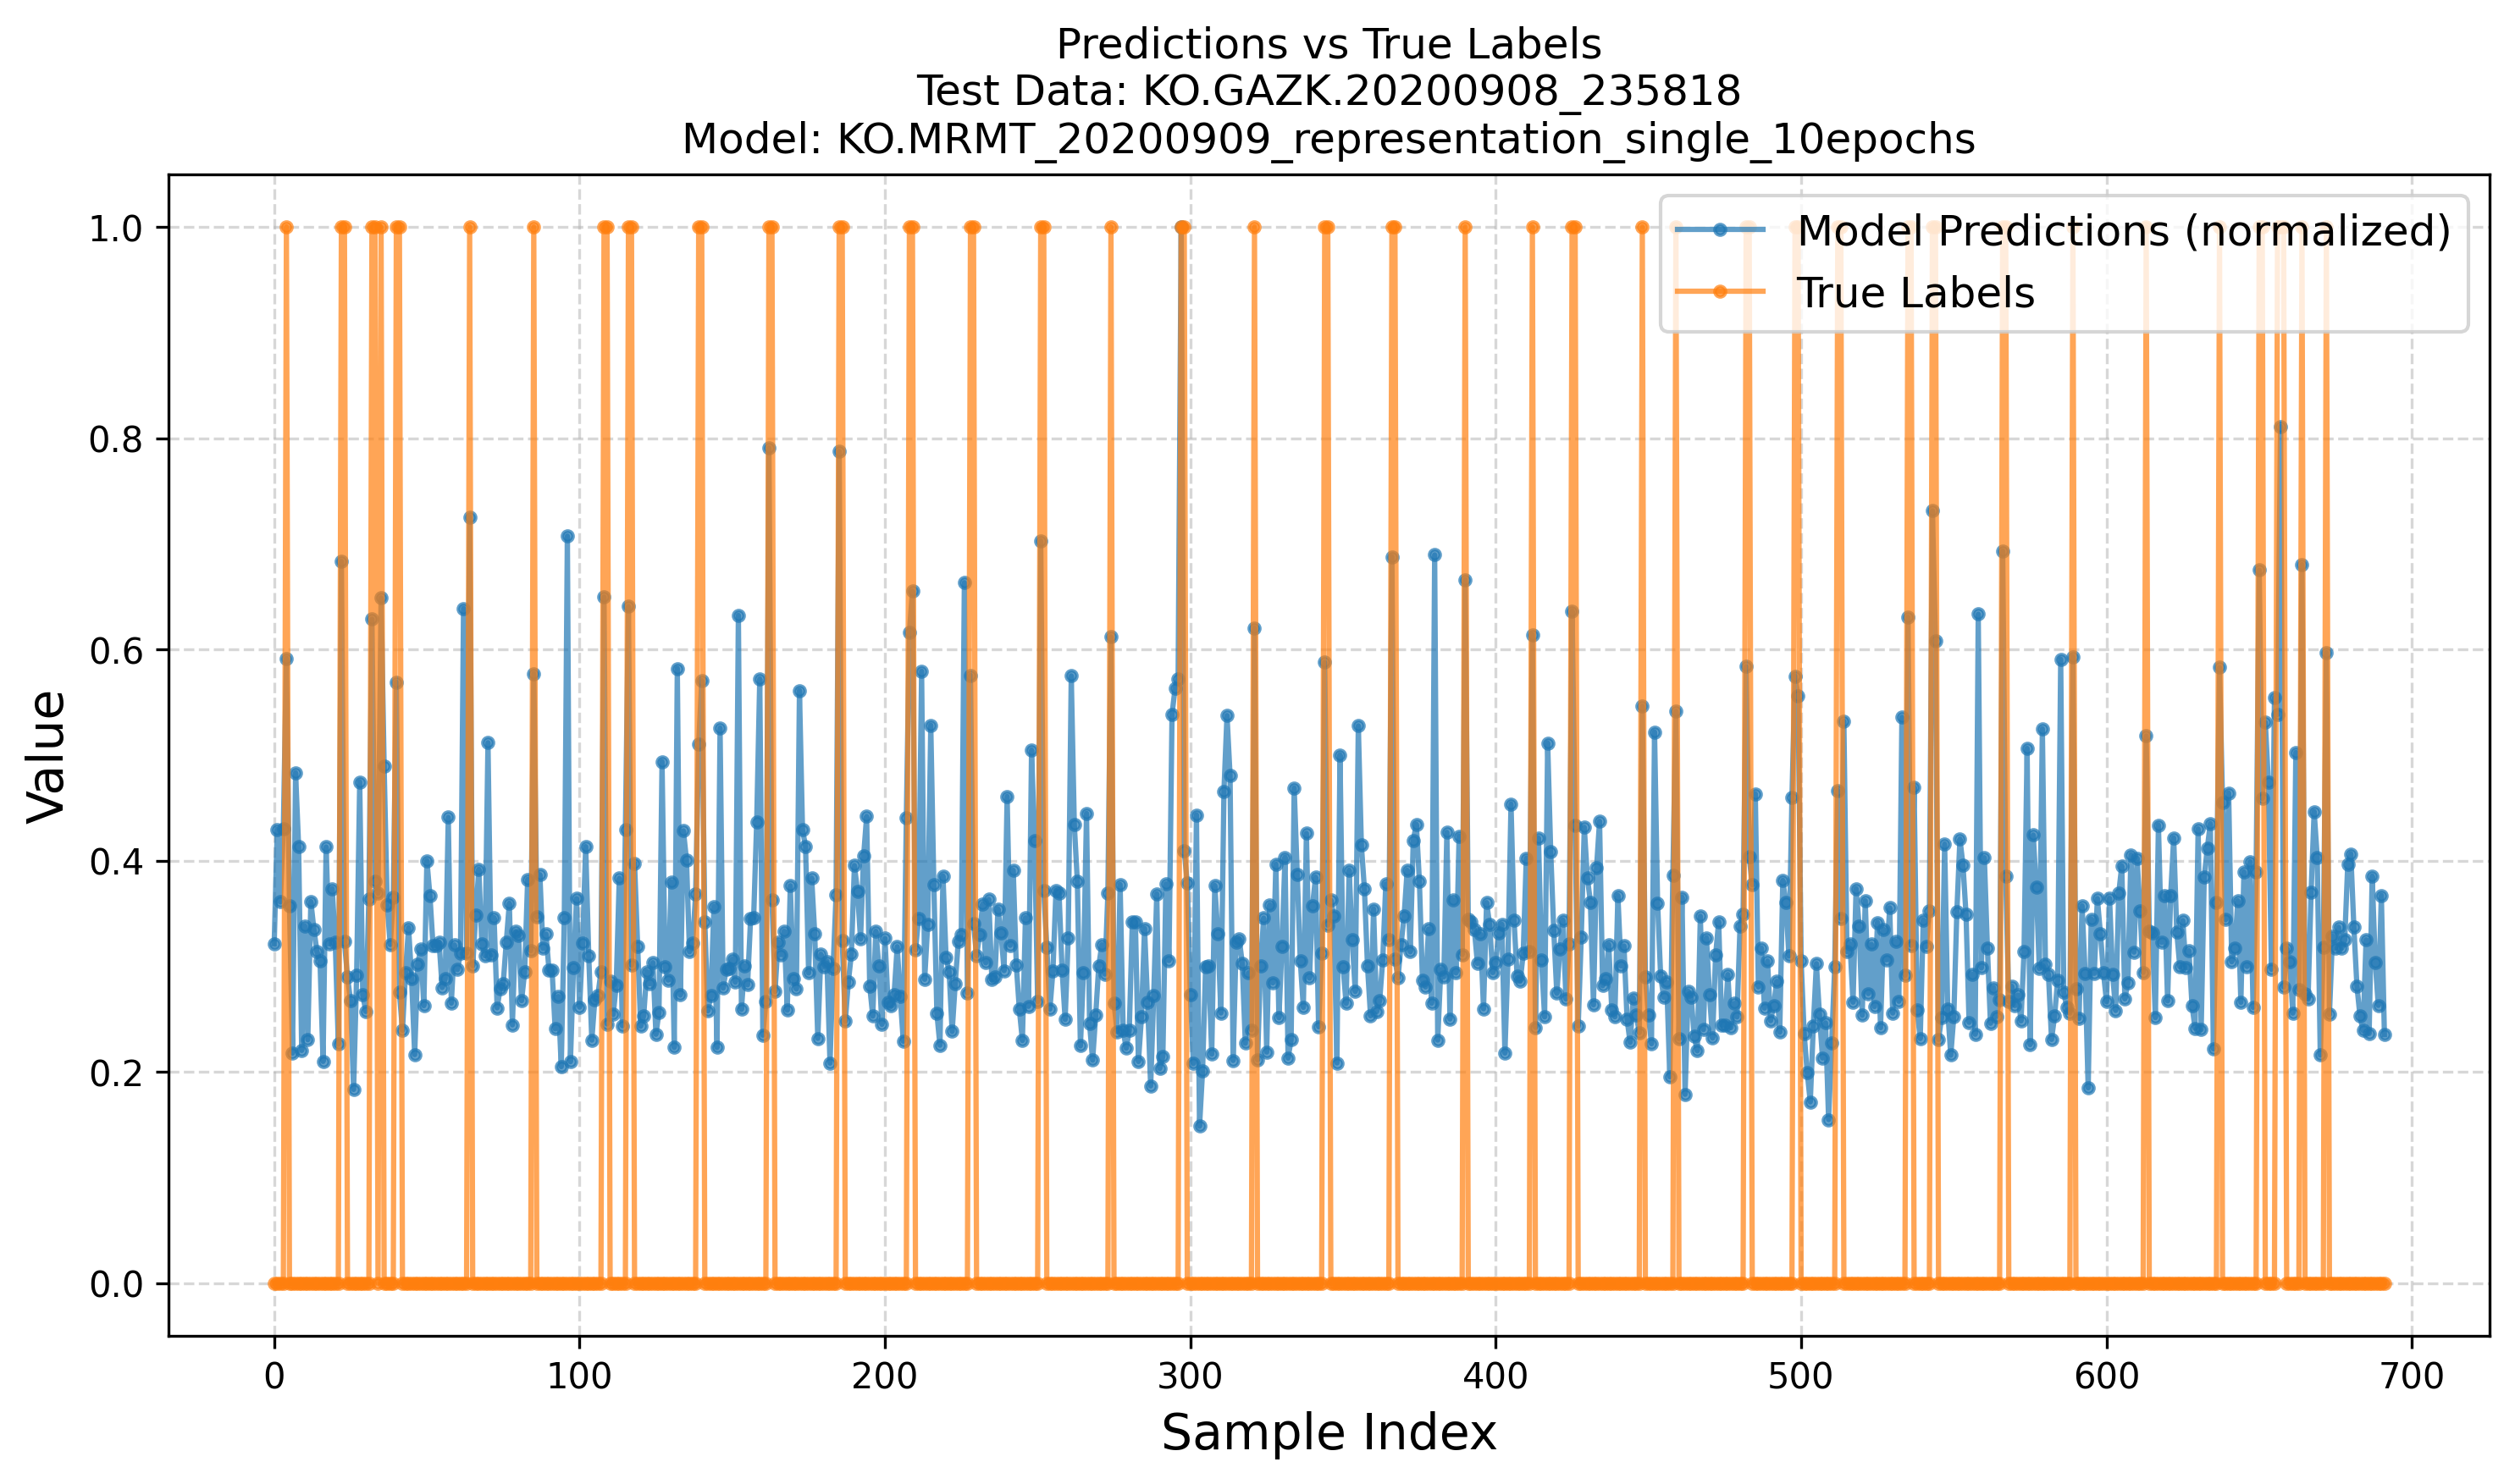 Predictions vs True Labels
Test Data: KO.GAZK.20200908_235818
Model: KO.MRMT_20200909_representation_single_10epochs
Model Predictions (normalized)
True Labels
Value
1.0
0.8
0.6
0.4
0.2
0.0
0 100 200 300 400 500 600 700
Sample Index